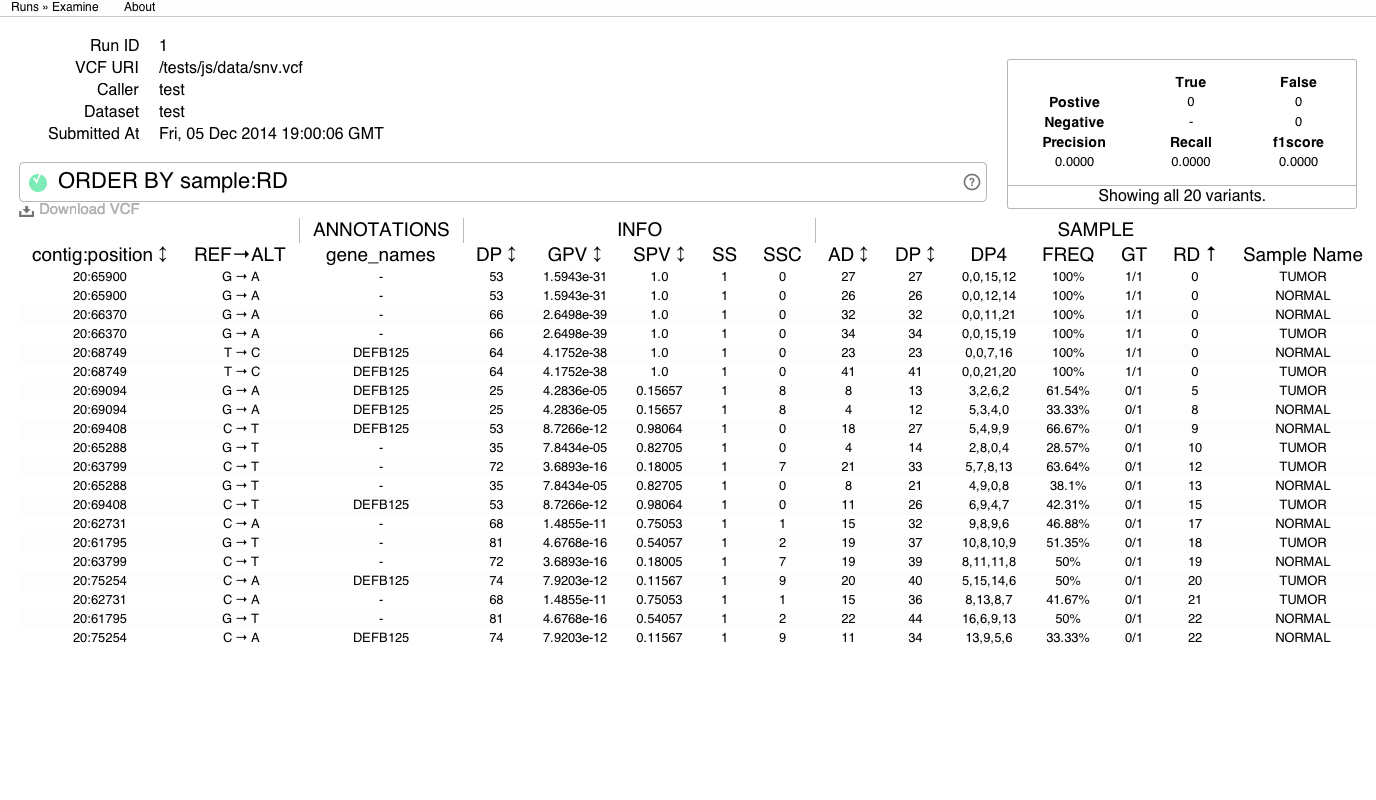 Runs » Examine About
Run ID 1
VCF URI /tests/js/data/snv.vcf
Caller test
Dataset test
Submitted At Fri, 05 Dec 2014 19:00:06 GMT
True False
Postive 0 0
Negative - 0
Precision Recall f1score
0.0000 0.0000 0.0000
Showing all 20 variants.
ORDER BY sample:RD ?
Download VCF
ANNOTATIONS INFO SAMPLE
contig:position ↕ REF→ALT gene_names DP ↕ GPV ↕ SPV ↕ SS SSC AD ↕ DP ↕ DP4 FREQ GT RD ↑ Sample Name
20:65900 G → A - 53 1.5943e-31 1.0 1 0 27 27 0,0,15,12 100% 1/1 0 TUMOR
20:65900 G → A - 53 1.5943e-31 1.0 1 0 26 26 0,0,12,14 100% 1/1 0 NORMAL
20:66370 G → A - 66 2.6498e-39 1.0 1 0 32 32 0,0,11,21 100% 1/1 0 NORMAL
20:66370 G → A - 66 2.6498e-39 1.0 1 0 34 34 0,0,15,19 100% 1/1 0 TUMOR
20:68749 T → C DEFB125 64 4.1752e-38 1.0 1 0 23 23 0,0,7,16 100% 1/1 0 NORMAL
20:68749 T → C DEFB125 64 4.1752e-38 1.0 1 0 41 41 0,0,21,20 100% 1/1 0 TUMOR
20:69094 G → A DEFB125 25 4.2836e-05 0.15657 1 8 8 13 3,2,6,2 61.54% 0/1 5 TUMOR
20:69094 G → A DEFB125 25 4.2836e-05 0.15657 1 8 4 12 5,3,4,0 33.33% 0/1 8 NORMAL
20:69408 C → T DEFB125 53 8.7266e-12 0.98064 1 0 18 27 5,4,9,9 66.67% 0/1 9 NORMAL
20:65288 G → T - 35 7.8434e-05 0.82705 1 0 4 14 2,8,0,4 28.57% 0/1 10 TUMOR
20:63799 C → T - 72 3.6893e-16 0.18005 1 7 21 33 5,7,8,13 63.64% 0/1 12 TUMOR
20:65288 G → T - 35 7.8434e-05 0.82705 1 0 8 21 4,9,0,8 38.1% 0/1 13 NORMAL
20:69408 C → T DEFB125 53 8.7266e-12 0.98064 1 0 11 26 6,9,4,7 42.31% 0/1 15 TUMOR
20:62731 C → A - 68 1.4855e-11 0.75053 1 1 15 32 9,8,9,6 46.88% 0/1 17 NORMAL
20:61795 G → T - 81 4.6768e-16 0.54057 1 2 19 37 10,8,10,9 51.35% 0/1 18 TUMOR
20:63799 C → T - 72 3.6893e-16 0.18005 1 7 19 39 8,11,11,8 50% 0/1 19 NORMAL
20:75254 C → A DEFB125 74 7.9203e-12 0.11567 1 9 20 40 5,15,14,6 50% 0/1 20 TUMOR
20:62731 C → A - 68 1.4855e-11 0.75053 1 1 15 36 8,13,8,7 41.67% 0/1 21 TUMOR
20:61795 G → T - 81 4.6768e-16 0.54057 1 2 22 44 16,6,9,13 50% 0/1 22 NORMAL
20:75254 C → A DEFB125 74 7.9203e-12 0.11567 1 9 11 34 13,9,5,6 33.33% 0/1 22 NORMAL